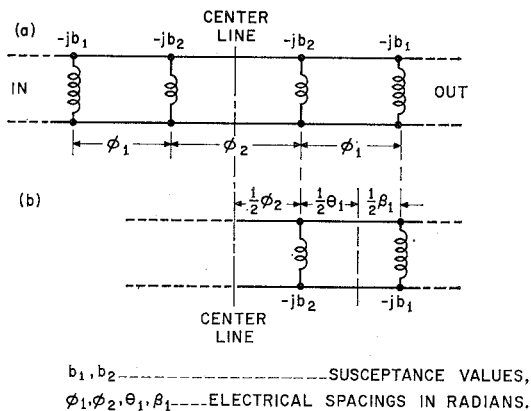 CENTER
LINE
(a)
-jb₁ -jb₂ -jb₂ -jb₁
IN OUT
ϕ₁ ϕ₂ ϕ₁
(b)
½ϕ₂ ½θ₁ ½β₁
-jb₂ -jb₁
CENTER
LINE
b₁, b₂ ---------------------- SUSCEPTANCE VALUES,
ϕ₁, ϕ₂, θ₁, β₁ ---- ELECTRICAL SPACINGS IN RADIANS.